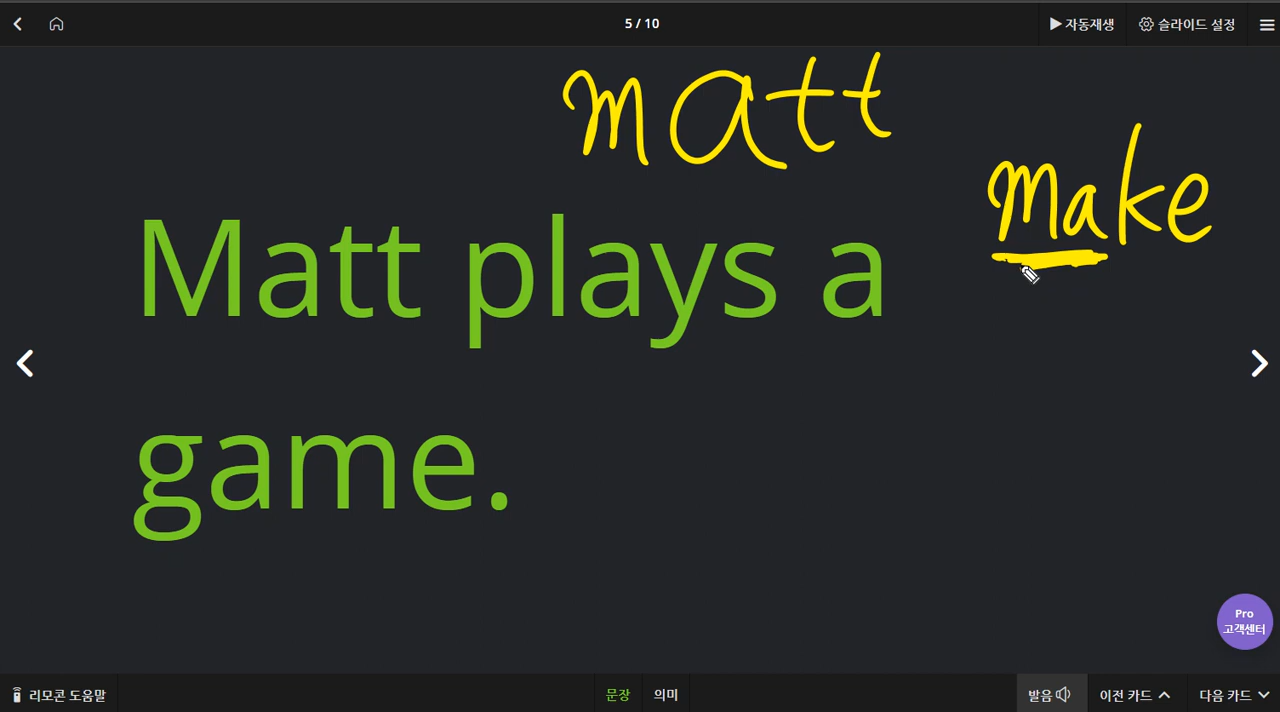 5 / 10
자동재생
슬라이드 설정
matt
make
Matt plays a
game.
Pro
고객센터
리모콘 도움말
문장
의미
발음
이전 카드
다음 카드